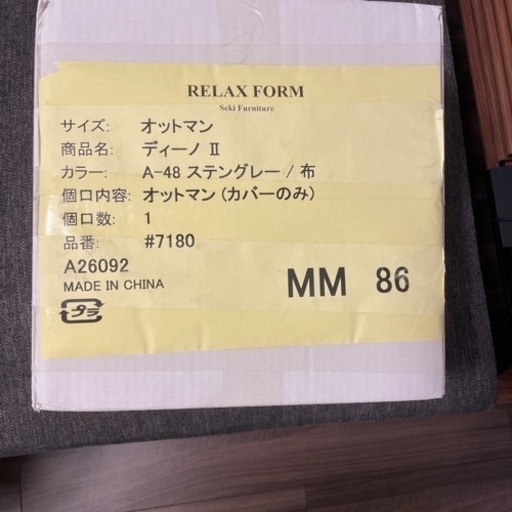 RELAX FORM
Seki Furniture
サイズ: オットマン
商品名: ディーノ Ⅱ
カラー: A-48 ステングレー / 布
個口内容: オットマン (カバーのみ)
個口数: 1
品番: #7180
A26092
MADE IN CHINA
MM 86
プラ